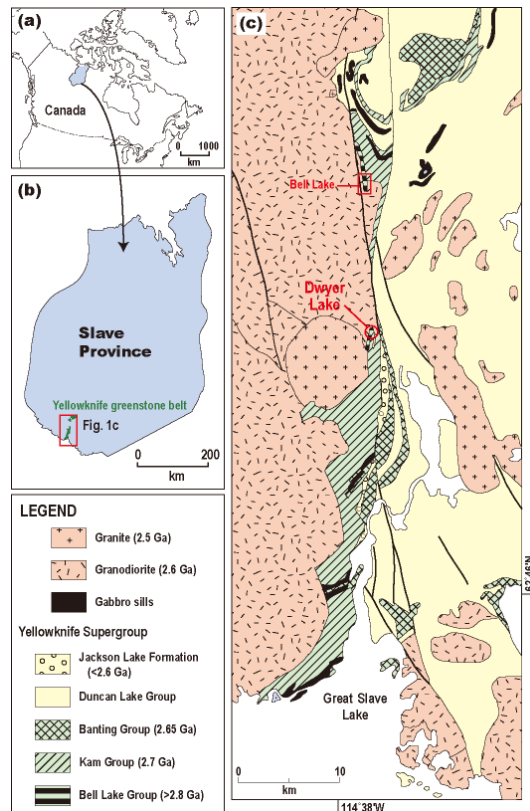 (a)
Canada
0
1000
km
(b)
Slave
Province
Yellowknife greenstone belt
Fig. 1c
0
200
km
LEGEND
Granite (2.5 Ga)
Granodiorite (2.6 Ga)
Gabbro sills
Yellowknife Supergroup
Jackson Lake Formation
(<2.6 Ga)
Duncan Lake Group
Banting Group (2.65 Ga)
Kam Group (2.7 Ga)
Bell Lake Group (>2.8 Ga)
(c)
Bell Lake
Dwyer
Lake
62˚46'N
Great Slave
Lake
0
10
km
114˚38'W